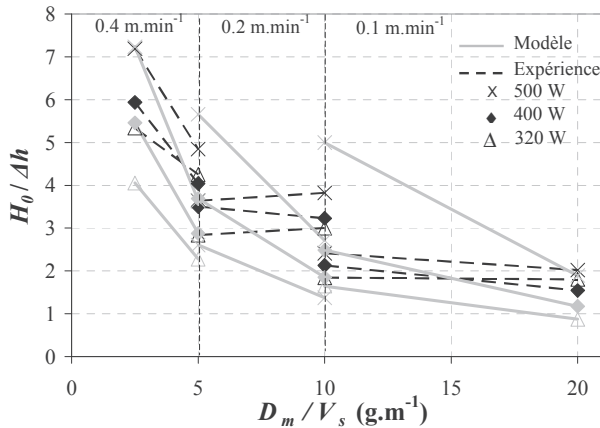 8
7
6
5
4
3
2
1
0
H₀/Δh
0.4 m.min⁻¹
0.2 m.min⁻¹
0.1 m.min⁻¹
Modèle
Expérience
500 W
400 W
320 W
0 5 10 15 20
Dₘ/Vₛ (g.m⁻¹)